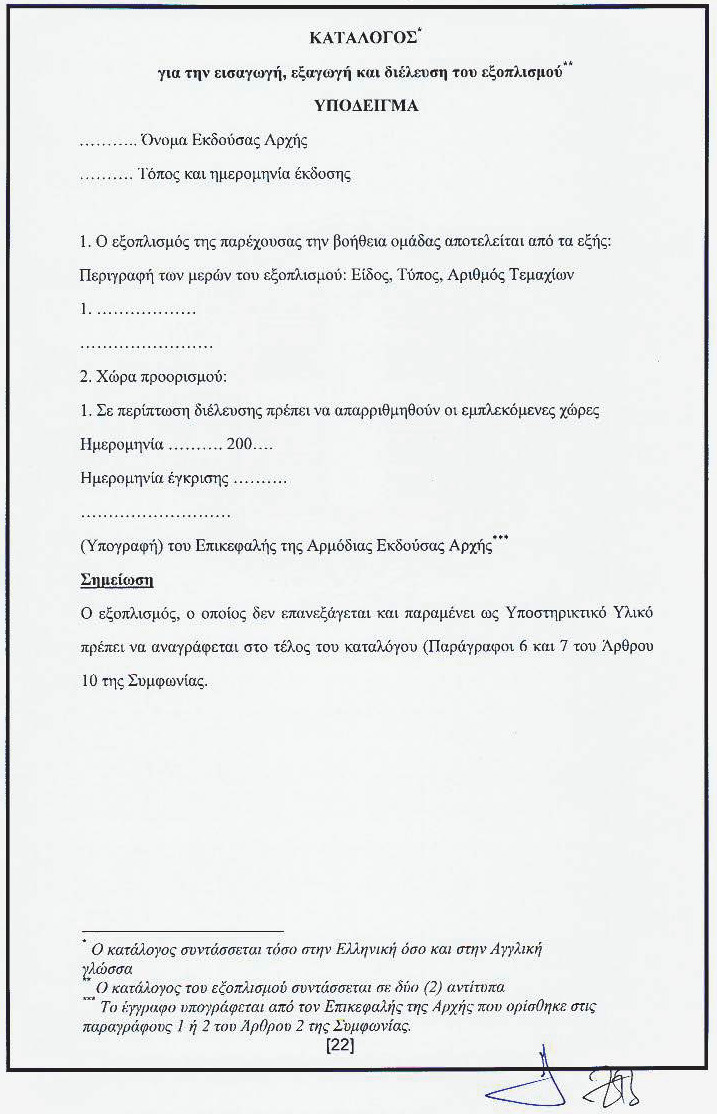 ΚΑΤΑΛΟΓΟΣ*
για την εισαγωγή, εξαγωγή και διέλευση του εξοπλισμού**
ΥΠΟΔΕΙΓΜΑ
........... Όνομα Εκδούσας Αρχής
.......... Τόπος και ημερομηνία έκδοσης
1. Ο εξοπλισμός της παρέχουσας την βοήθεια ομάδας αποτελείται από τα εξής:
Περιγραφή των μερών του εξοπλισμού: Είδος, Τύπος, Αριθμός Τεμαχίων
1. ...................
.........................
2. Χώρα προορισμού:
1. Σε περίπτωση διέλευσης πρέπει να απαρριθμηθούν οι εμπλεκόμενες χώρες
Ημερομηνία .......... 200....
Ημερομηνία έγκρισης ..........
............................
(Υπογραφή) του Επικεφαλής της Αρμόδιας Εκδούσας Αρχής***
Σημείωση
Ο εξοπλισμός, ο οποίος δεν επανεξάγεται και παραμένει ως Υποστηρικτικό Υλικό
πρέπει να αναγράφεται στο τέλος του καταλόγου (Παράγραφοι 6 και 7 του Άρθρου
10 της Συμφωνίας.
* Ο κατάλογος συντάσσεται τόσο στην Ελληνική όσο και στην Αγγλική
γλώσσα
** Ο κατάλογος του εξοπλισμού συντάσσεται σε δύο (2) αντίτυπα
*** Το έγγραφο υπογράφεται από τον Επικεφαλής της Αρχής που ορίσθηκε στις
παραγράφους 1 ή 2 του Άρθρου 2 της Συμφωνίας.
[22]